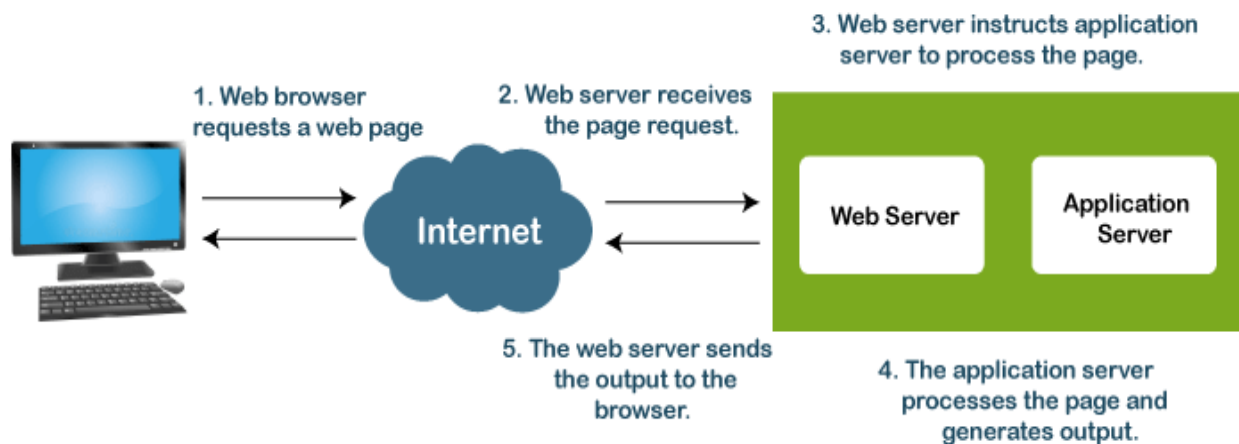 1. Web browser
requests a web page
2. Web server receives
the page request.
3. Web server instructs application
server to process the page.
Internet
Web Server
Application
Server
4. The application server
processes the page and
generates output.
5. The web server sends
the output to the
browser.